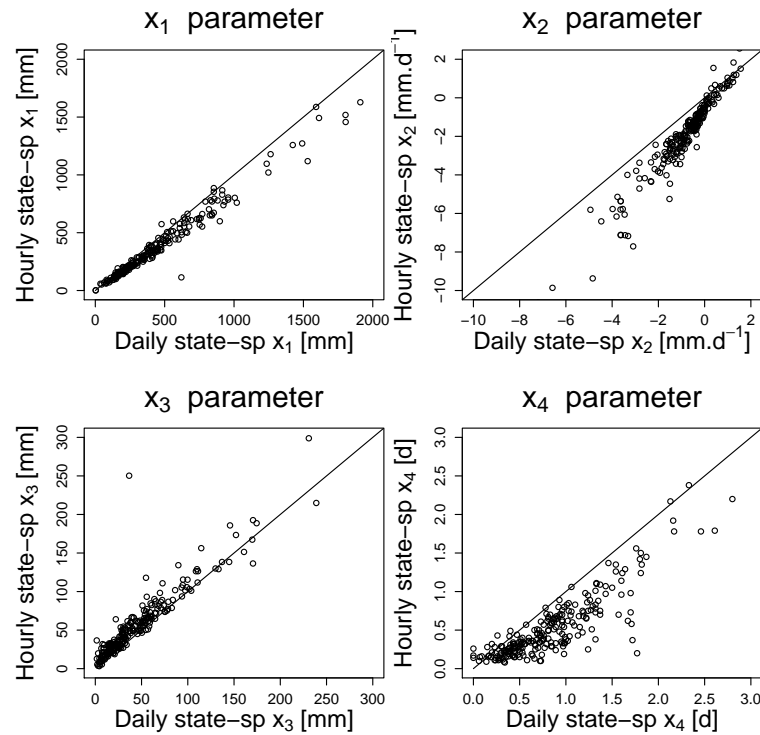 x₁ parameter
Hourly state−sp x₁ [mm]
2000
1500
1000
500
0
0 500 1000 1500 2000
Daily state−sp x₁ [mm]
x₂ parameter
Hourly state−sp x₂ [mm.d⁻¹]
2
0
−2
−4
−6
−8
−10
−10 −8 −6 −4 −2 0 2
Daily state−sp x₂ [mm.d⁻¹]
x₃ parameter
Hourly state−sp x₃ [mm]
300
250
200
150
100
50
0
0 50 100 150 200 250 300
Daily state−sp x₃ [mm]
x₄ parameter
Hourly state−sp x₄ [d]
3.0
2.5
2.0
1.5
1.0
0.5
0.0
0.0 0.5 1.0 1.5 2.0 2.5 3.0
Daily state−sp x₄ [d]